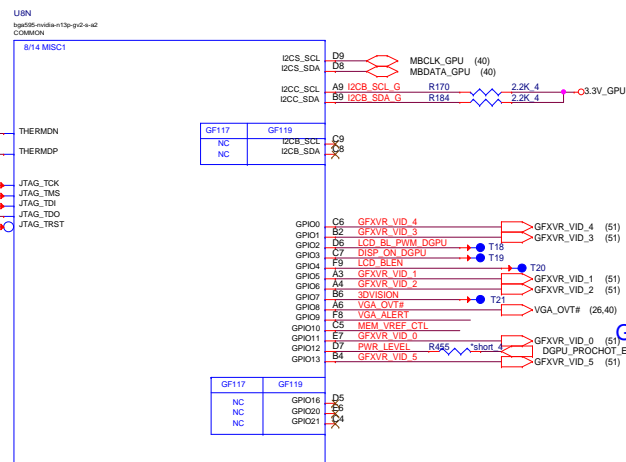 U8N
bga595-nvidia-n13p-gv2-s-a2
COMMON
8/14 MISC1
I2CS_SCL D9 MBCLK_GPU (40)
I2CS_SDA D8 MBDATA_GPU (40)
I2CC_SCL A9 I2CB_SCL_G R170 2.2K_4
I2CC_SDA B9 I2CB_SDA_G R184 2.2K_4
3.3V_GPU
THERMDN
THERMDP
GF117 GF119
NC I2CB_SCL C9
NC I2CB_SDA C8
JTAG_TCK
JTAG_TMS
JTAG_TDI
JTAG_TDO
JTAG_TRST
GPIO0 C6 GFXVR_VID_4 GFXVR_VID_4 (51)
GPIO1 B2 GFXVR_VID_3 GFXVR_VID_3 (51)
GPIO2 D6 LCD_BL_PWM_DGPU T18
GPIO3 C7 DISP_ON_DGPU T19
GPIO4 F9 LCD_BLEN T20
GPIO5 A3 GFXVR_VID_1 GFXVR_VID_1 (51)
GPIO6 A4 GFXVR_VID_2 GFXVR_VID_2 (51)
GPIO7 B6 3DVISION T21
GPIO8 A6 VGA_OVT# VGA_OVT# (26,40)
GPIO9 F8 VGA_ALERT
GPIO10 C5 MEM_VREF_CTL
GPIO11 E7 GFXVR_VID_0 GFXVR_VID_0 (51)
GPIO12 D7 PWR_LEVEL R455 *short_4 DGPU_PROCHOT_E
GPIO13 B4 GFXVR_VID_5 GFXVR_VID_5 (51)
GF117 GF119
NC GPIO16 D5
NC GPIO20
NC GPIO21 C4